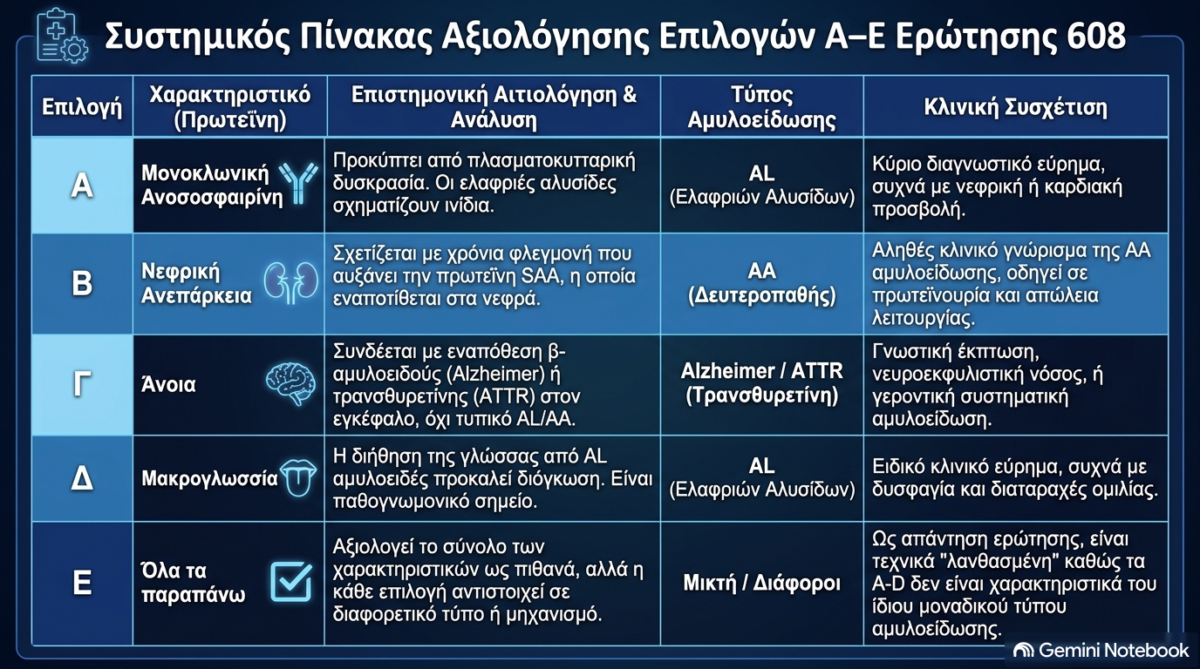 Συστημικός Πίνακας Αξιολόγησης Επιλογών Α–Ε Ερώτησης 608
Επιλογή
Χαρακτηριστικό
(Πρωτεΐνη)
Επιστημονική Αιτιολόγηση &
Ανάλυση
Τύπος
Αμυλοείδωσης
Κλινική Συσχέτιση
Α
Μονοκλωνική
Ανοσοσφαιρίνη
Προκύπτει από πλασματοκυτταρική
δυσκρασία. Οι ελαφριές αλυσίδες
σχηματίζουν ινίδια.
AL
(Ελαφριών Αλυσίδων)
Κύριο διαγνωστικό εύρημα,
συχνά με νεφρική ή καρδιακή
προσβολή.
Β
Νεφρική
Ανεπάρκεια
Σχετίζεται με χρόνια φλεγμονή που
αυξάνει την πρωτεΐνη SAA, η οποία
εναποτίθεται στα νεφρά.
AA
(Δευτεροπαθής)
Αληθές κλινικό γνώρισμα της ΑΑ
αμυλοείδωσης, οδηγεί σε
πρωτεϊνουρία και απώλεια
λειτουργίας.
Γ
Άνοια
Συνδέεται με εναπόθεση β-
αμυλοειδούς (Alzheimer) ή
τρανσθυρετίνης (ATTR) στον
εγκέφαλο, όχι τυπικό AL/AA.
Alzheimer / ATTR
(Τρανσθυρετίνη)
Γνωστική έκπτωση,
νευροεκφυλιστική νόσος, ή
γεροντική συστηματική
αμυλοείδωση.
Δ
Μακρογλωσσία
Η διήθηση της γλώσσας από AL
αμυλοειδές προκαλεί διόγκωση. Είναι
παθογνωμονικό σημείο.
AL
(Ελαφριών Αλυσίδων)
Ειδικό κλινικό εύρημα, συχνά με
δυσφαγία και διαταραχές ομιλίας.
Ε
Όλα τα
παραπάνω
Αξιολογεί το σύνολο των
χαρακτηριστικών ως πιθανά, αλλά η
κάθε επιλογή αντιστοιχεί σε
διαφορετικό τύπο ή μηχανισμό.
Μικτή / Διάφοροι
Ως απάντηση ερώτησης, είναι
τεχνικά "λανθασμένη" καθώς τα
A-D δεν είναι χαρακτηριστικά του
ίδιου μοναδικού τύπου
αμυλοείδωσης.
Gemini Notebook